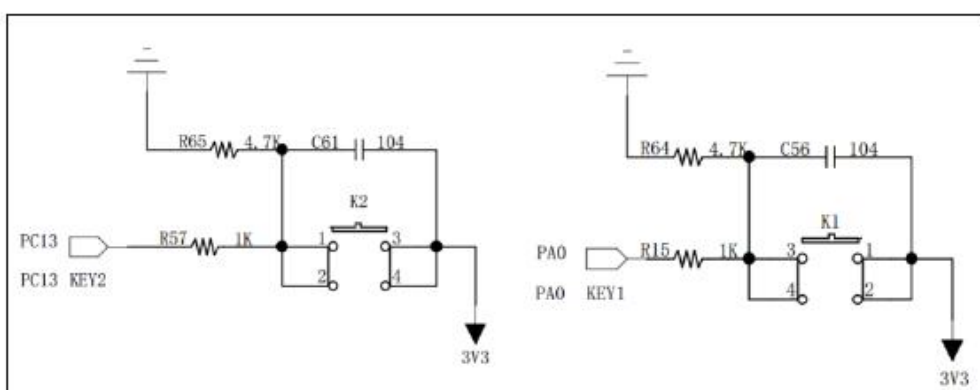 R65 4.7K C61 104
K2
PC13 R57 1K 1 3
PC13 KEY2 2 4
3V3
R64 4.7K C56 104
K1
PA0 R15 1K 3 1
PA0 KEY1 4 2
3V3